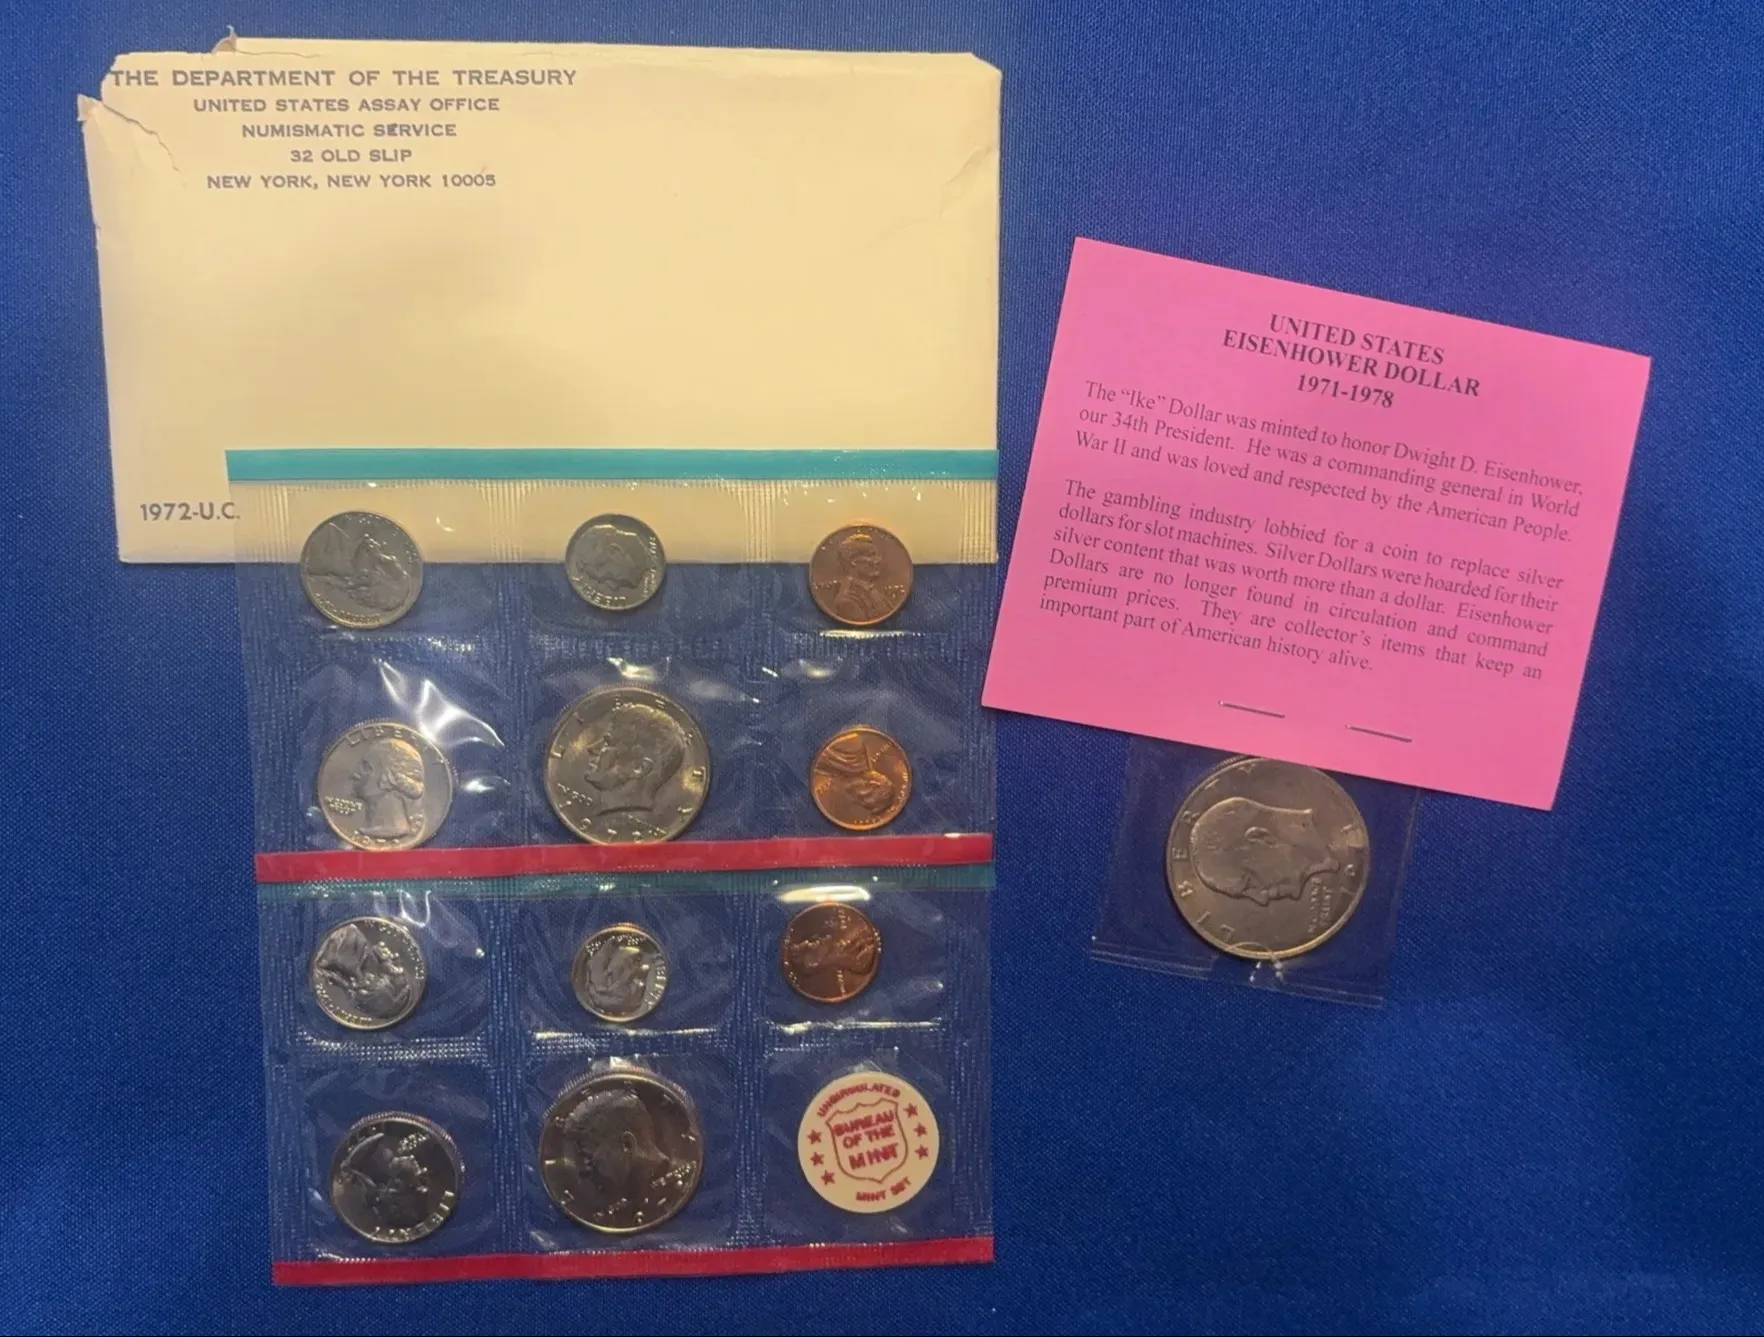 THE DEPARTMENT OF THE TREASURY
UNITED STATES ASSAY OFFICE
NUMISMATIC SERVICE
32 OLD SLIP
NEW YORK, NEW YORK 10005
1972-U.C.
UNITED STATES
EISENHOWER DOLLAR
1971-1978
The "Ike" Dollar was minted to honor Dwight D. Eisenhower,
our 34th President. He was a commanding general in World
War II and was loved and respected by the American People.
The gambling industry lobbied for a coin to replace silver
dollars for slot machines. Silver Dollars were hoarded for their
silver content that was worth more than a dollar. Eisenhower
Dollars are no longer found in circulation and command
premium prices. They are collector's items that keep an
important part of American history alive.
LIBERTY
LIBERTY
LIBERTY
1972
LIBERTY
LIBERTY
UNCIRCULATED
BUREAU
OF THE
MINT
MINT SET
LIBERTY